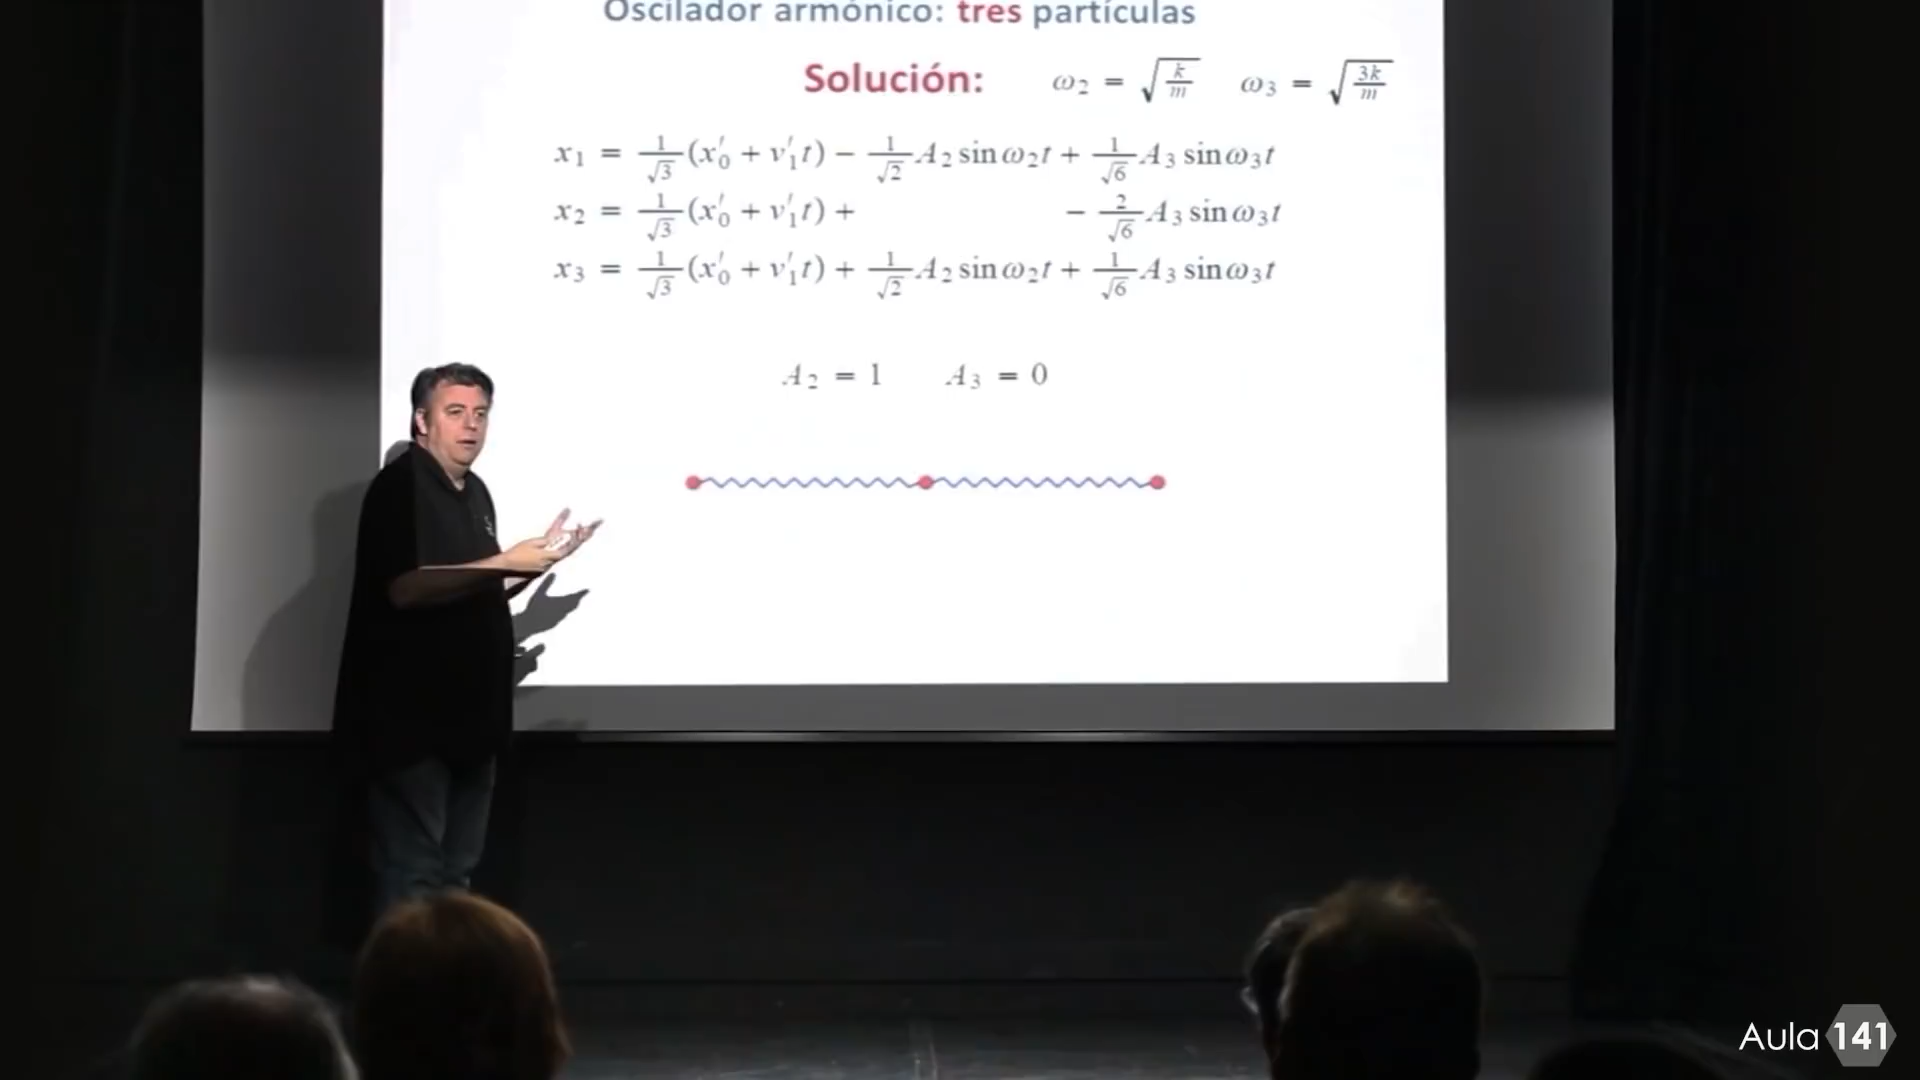 Oscilador armónico: tres partículas
Solución: ω₂ = √(k/m) ω₃ = √(3k/m)
x₁ = 1/√3 (x′₀ + v′₁t) − 1/√2 A₂ sin ω₂t + 1/√6 A₃ sin ω₃t
x₂ = 1/√3 (x′₀ + v′₁t) + − 2/√6 A₃ sin ω₃t
x₃ = 1/√3 (x′₀ + v′₁t) + 1/√2 A₂ sin ω₂t + 1/√6 A₃ sin ω₃t
A₂ = 1 A₃ = 0
Aula 141